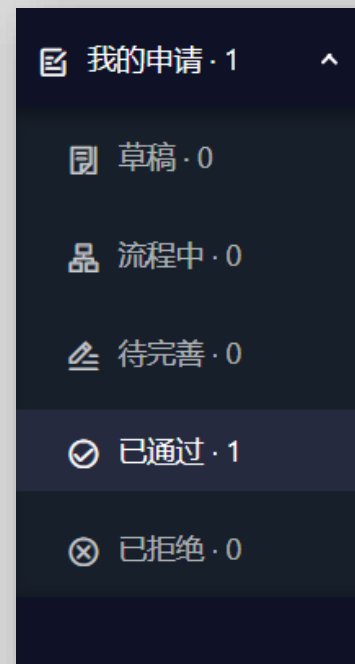 我的申请 · 1
草稿 · 0
流程中 · 0
待完善 · 0
已通过 · 1
已拒绝 · 0